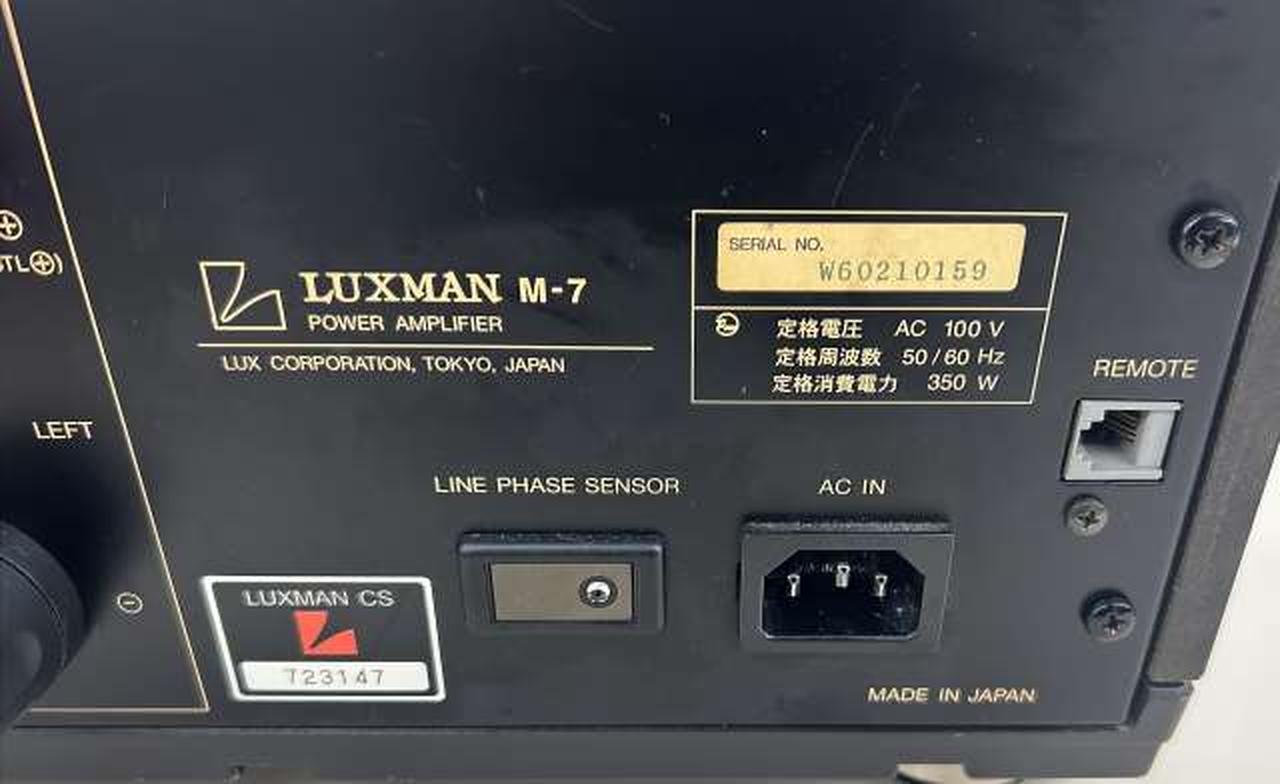 LUXMAN M-7
POWER AMPLIFIER
LUX CORPORATION, TOKYO, JAPAN
SERIAL NO.
W60210159
定格電圧 AC 100 V
定格周波数 50/60 Hz
定格消費電力 350 W
REMOTE
LEFT
LINE PHASE SENSOR
AC IN
LUXMAN CS
723147
MADE IN JAPAN